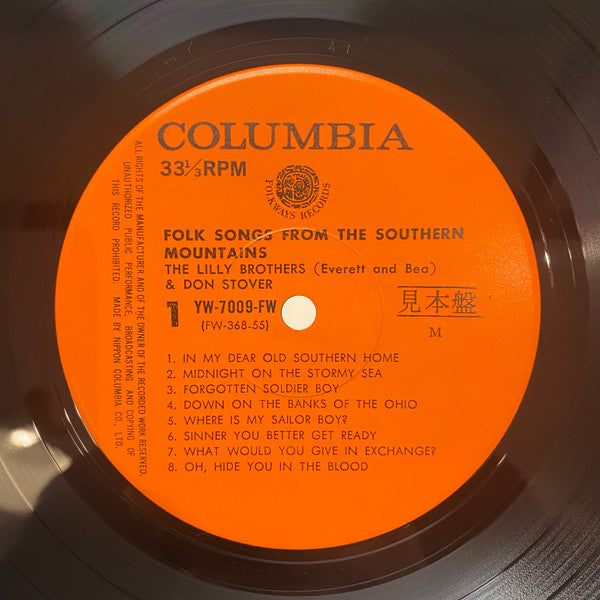 COLUMBIA
33 1/3 RPM
FOLKWAYS RECORDS
FOLK SONGS FROM THE SOUTHERN
MOUNTAINS
THE LILLY BROTHERS (Everett and Bea)
& DON STOVER
1 YW-7009-FW
(FW-368-55)
見本盤
M
1. IN MY DEAR OLD SOUTHERN HOME
2. MIDNIGHT ON THE STORMY SEA
3. FORGOTTEN SOLDIER BOY
4. DOWN ON THE BANKS OF THE OHIO
5. WHERE IS MY SAILOR BOY?
6. SINNER YOU BETTER GET READY
7. WHAT WOULD YOU GIVE IN EXCHANGE?
8. OH, HIDE YOU IN THE BLOOD
ALL RIGHTS OF THE MANUFACTURER AND OF THE OWNER OF THE RECORDED WORK RESERVED.
UNAUTHORIZED PUBLIC PERFORMANCE, BROADCASTING AND COPYING OF
THIS RECORD PROHIBITED. MADE BY NIPPON COLUMBIA CO., LTD.